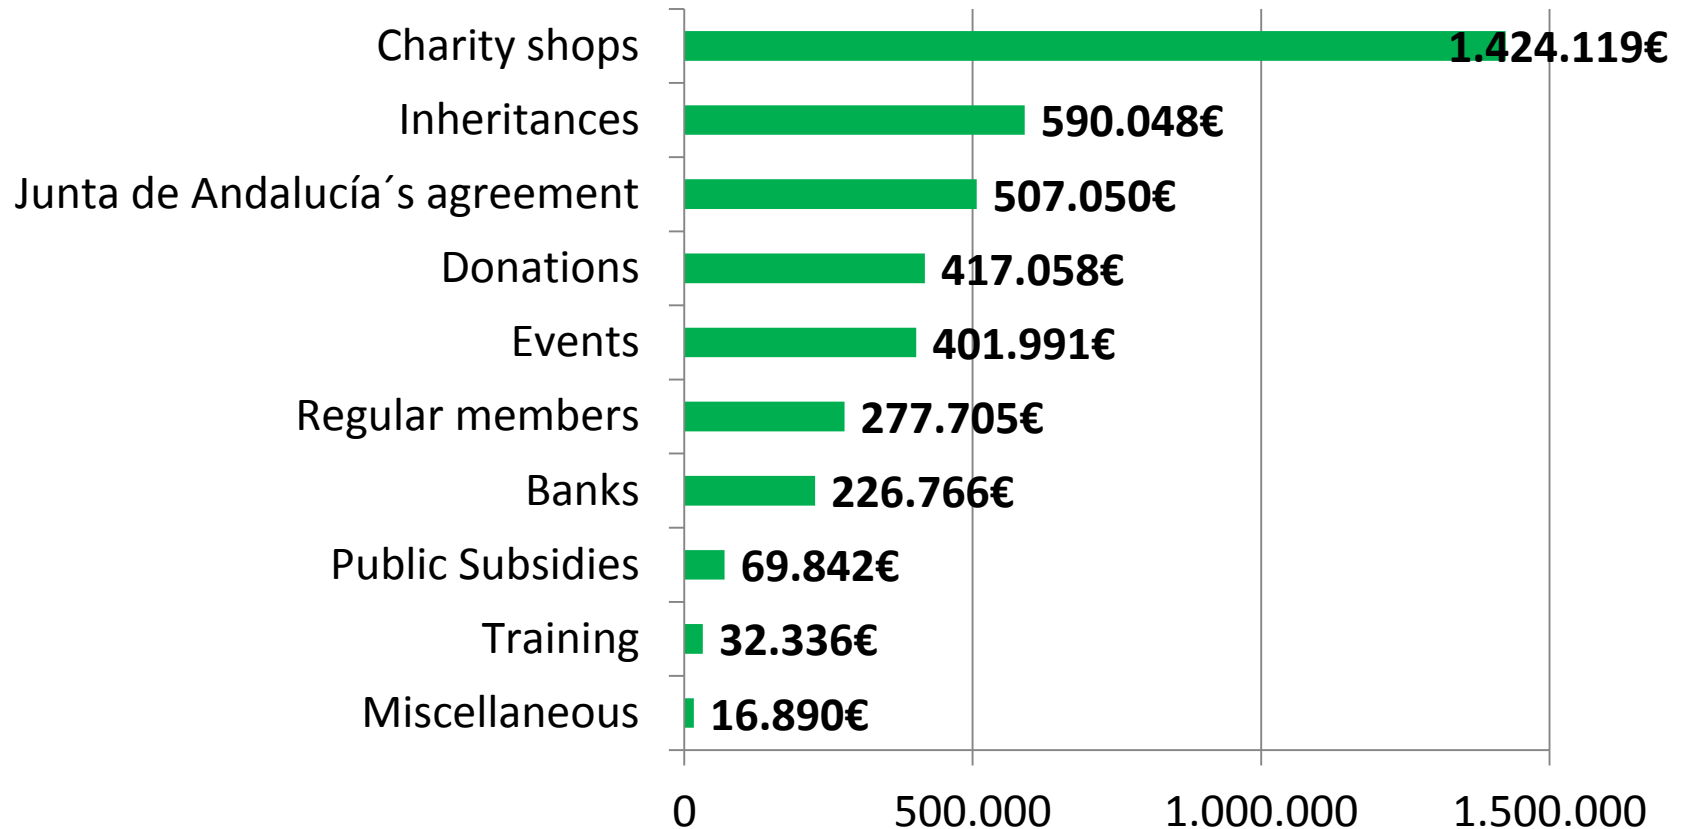 Charity shops 1.424.119€
Inheritances 590.048€
Junta de Andalucía´s agreement 507.050€
Donations 417.058€
Events 401.991€
Regular members 277.705€
Banks 226.766€
Public Subsidies 69.842€
Training 32.336€
Miscellaneous 16.890€
0 500.000 1.000.000 1.500.000